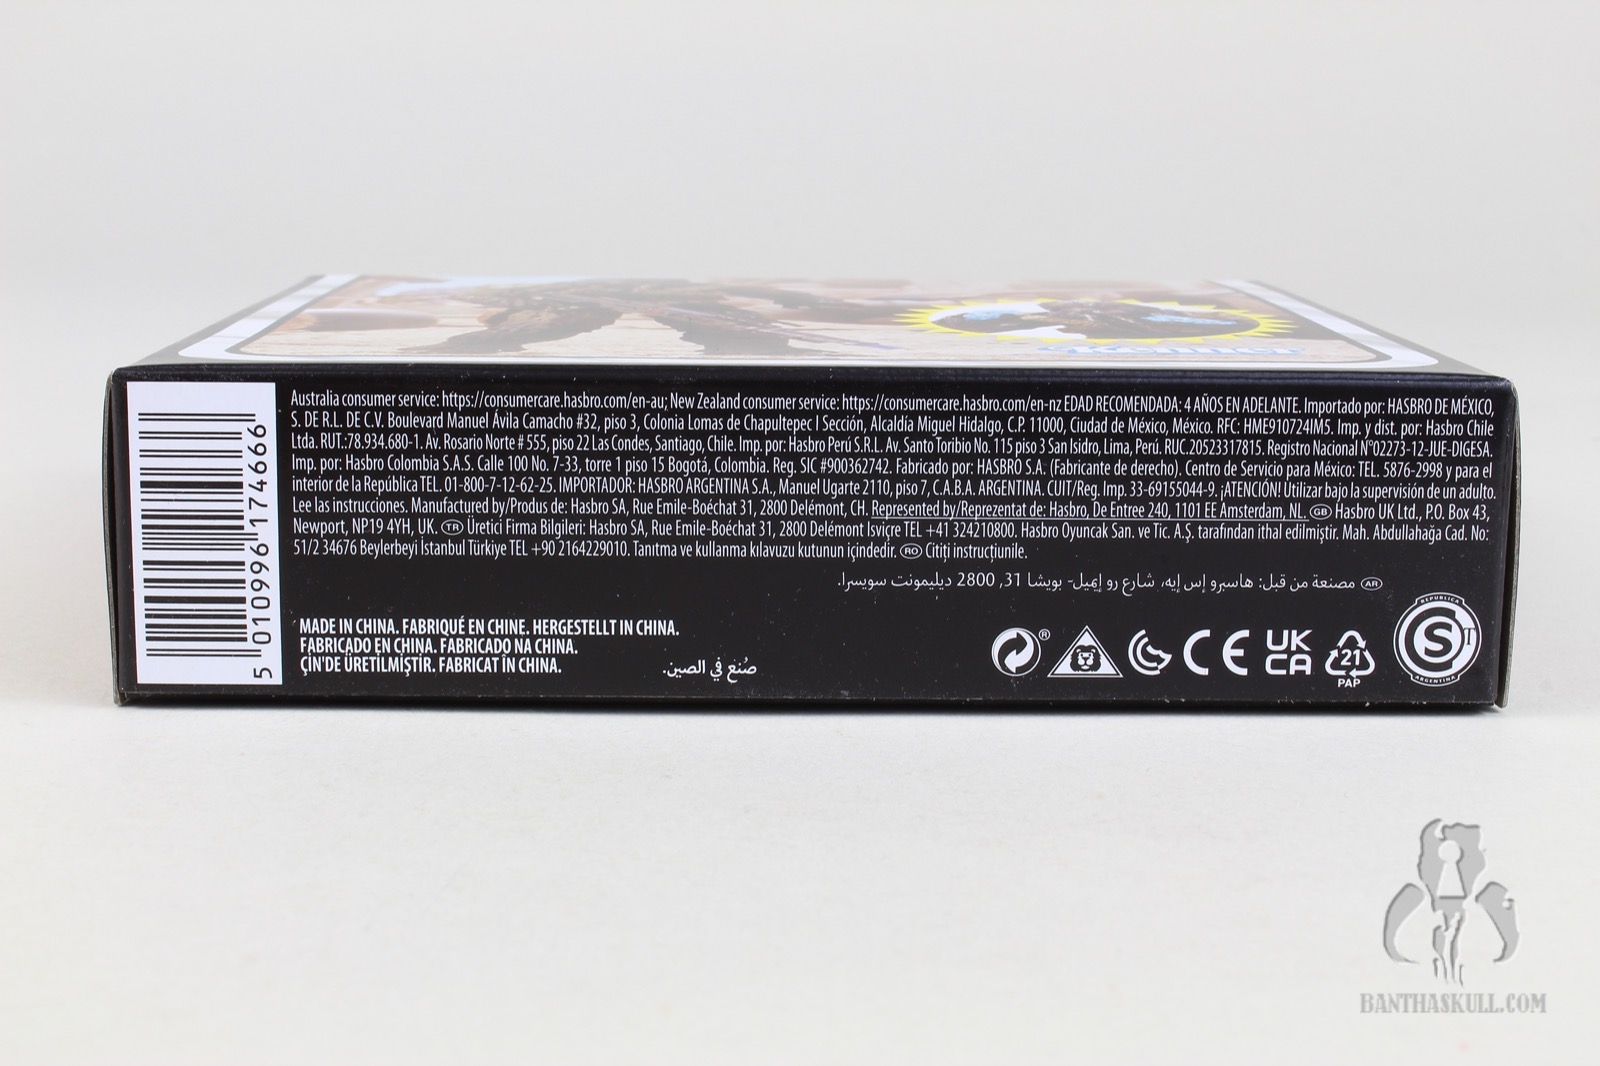 Kenner
Australia consumer service: https://consumercare.hasbro.com/en-au; New Zealand consumer service: https://consumercare.hasbro.com/en-nz EDAD RECOMENDADA: 4 AÑOS EN ADELANTE. Importado por: HASBRO DE MÉXICO,
S. DE R.L. DE C.V. Boulevard Manuel Ávila Camacho #32, piso 3, Colonia Lomas de Chapultepec I Sección, Alcaldía Miguel Hidalgo, C.P. 11000, Ciudad de México, México. RFC: HME910724IM5. Imp. y dist. por: Hasbro Chile
Ltda. RUT.:78.934.680-1. Av. Rosario Norte # 555, piso 22 Las Condes, Santiago, Chile. Imp. por: Hasbro Perú S.R.L. Av. Santo Toribio No. 115 piso 3 San Isidro, Lima, Perú. RUC.20523317815. Registro Nacional N°02273-12-JUE-DIGESA.
Imp. por: Hasbro Colombia S.A.S. Calle 100 No. 7-33, torre 1 piso 15 Bogotá, Colombia. Reg. SIC #900362742. Fabricado por: HASBRO S.A. (Fabricante de derecho). Centro de Servicio para México: TEL. 5876-2998 y para el
interior de la República TEL. 01-800-7-12-62-25. IMPORTADOR: HASBRO ARGENTINA S.A., Manuel Ugarte 2110, piso 7, C.A.B.A. ARGENTINA. CUIT/Reg. Imp. 33-69155044-9. ¡ATENCIÓN! Utilizar bajo la supervisión de un adulto.
Lee las instrucciones. Manufactured by/Produs de: Hasbro SA, Rue Emile-Boéchat 31, 2800 Delémont, CH. Represented by/Reprezentat de: Hasbro, De Entree 240, 1101 EE Amsterdam, NL. GB Hasbro UK Ltd., P.O. Box 43,
Newport, NP19 4YH, UK. TR Üretici Firma Bilgileri: Hasbro SA, Rue Emile-Boéchat 31, 2800 Delémont İsviçre TEL +41 324210800. Hasbro Oyuncak San. ve Tic. A.Ş. tarafından ithal edilmiştir. Mah. Abdullahağa Cad. No:
51/2 34676 Beylerbeyi İstanbul Türkiye TEL +90 2164229010. Tanıtma ve kullanma kılavuzu kutunun içindedir. RO Citiți instrucțiunile.
AR مصنعة من قبل: هاسبرو إس إيه، شارع رو إيميل- بويشا 31, 2800 ديليمونت سويسرا.
MADE IN CHINA. FABRIQUÉ EN CHINE. HERGESTELLT IN CHINA.
FABRICADO EN CHINA. FABRICADO NA CHINA.
ÇİN'DE ÜRETİLMİŞTİR. FABRICAT ÎN CHINA.
صُنع في الصين.
5 010996 174666
®
CE
UK
CA
21
PAP
REPUBLICA
S T
ARGENTINA
BANTHASKULL.COM